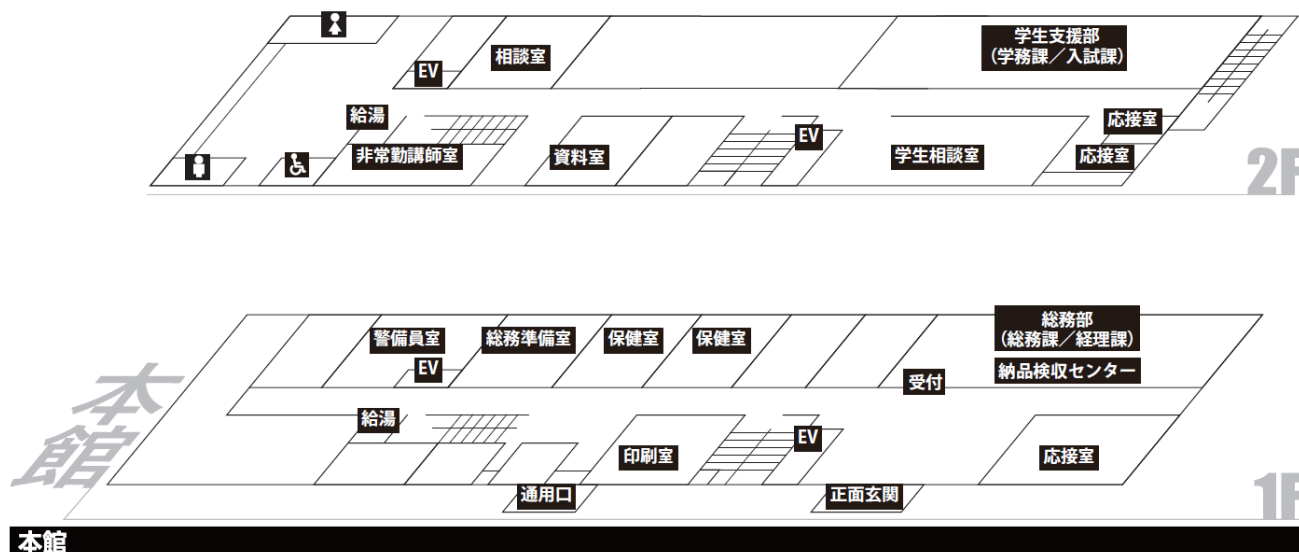 相談室
学生支援部
(学務課/入試課)
EV
給湯
応接室
EV
非常勤講師室
資料室
学生相談室
応接室
2F
警備員室
総務準備室
保健室
保健室
総務部
(総務課/経理課)
EV
受付
納品検収センター
本館
給湯
EV
印刷室
応接室
通用口
正面玄関
1F
本館